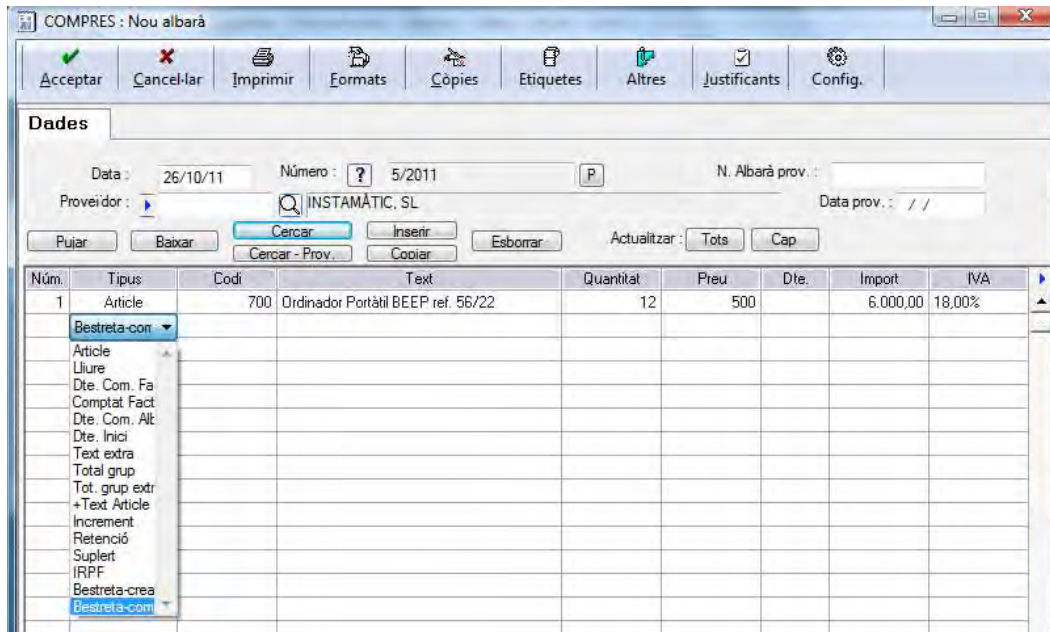 COMPRES : Nou albarà
Acceptar Cancel·lar Imprimir Formats Còpies Etiquetes Altres Justificants Config.
Dades
Data : 26/10/11 Número : ? 5/2011 P N. Albarà prov. :
Proveïdor : INSTAMÀTIC, SL Data prov. : / /
Pujar Baixar Cercar Inserir Esborrar Actualitzar : Tots Cap
Cercar - Prov. Copiar
Núm. Tipus Codi Text Quantitat Preu Dte. Import IVA
1 Article 700 Ordinador Portàtil BEEP ref. 56/22 12 500 6.000,00 18,00%
Bestreta-con
Article
Lliure
Dte. Com. Fa
Comptat Fact
Dte. Com. Alb
Dte. Inici
Text extra
Total grup
Tot. grup extr
+Text Article
Increment
Retenció
Suplert
IRPF
Bestreta-crea
Bestreta-com